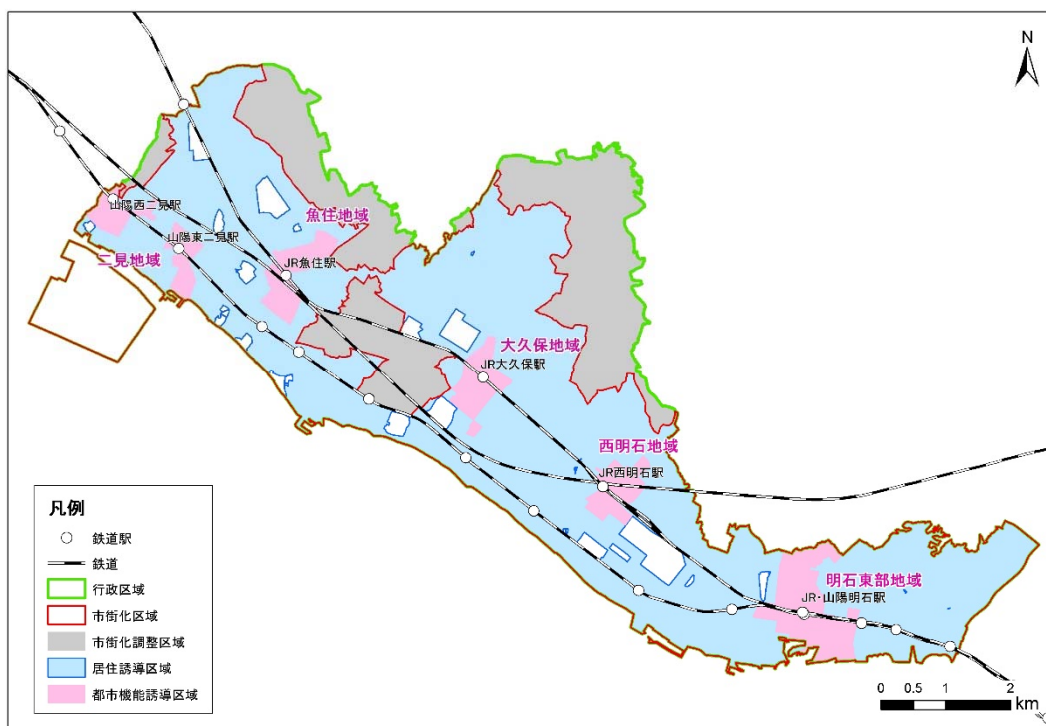 N
山陽西二見駅
魚住地域
山陽東二見駅
二見地域
JR魚住駅
大久保地域
JR大久保駅
西明石地域
JR西明石駅
明石東部地域
JR・山陽明石駅
凡例
鉄道駅
鉄道
行政区域
市街化区域
市街化調整区域
居住誘導区域
都市機能誘導区域
0 0.5 1 2
km